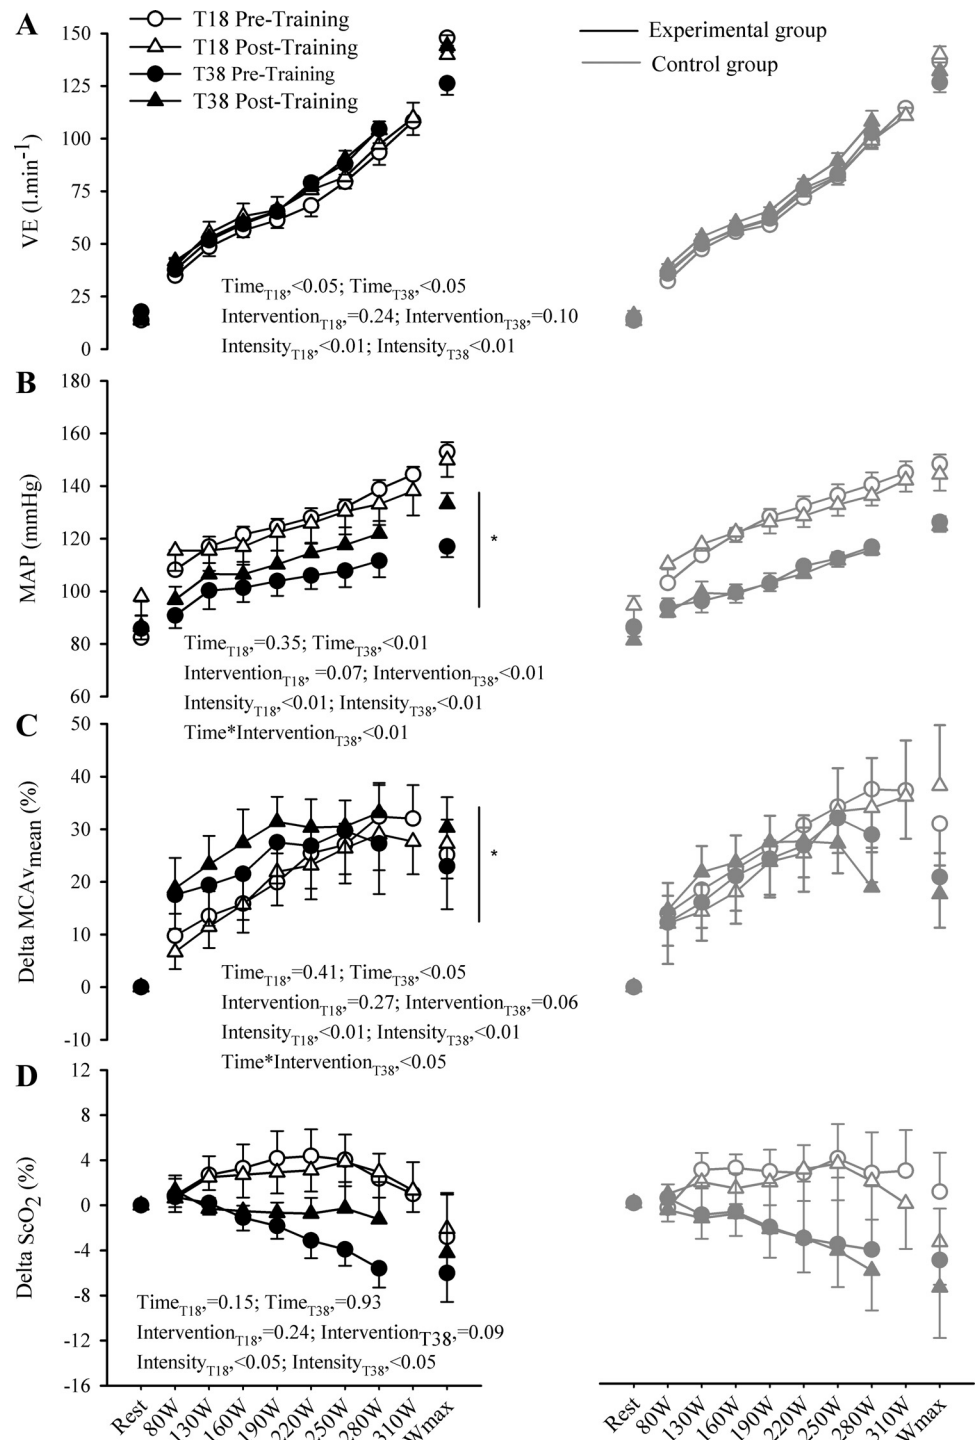 A
T18 Pre-Training
T18 Post-Training
T38 Pre-Training
T38 Post-Training
Experimental group
Control group
VE (l.min-1)
150
125
100
75
50
25
0
TimeT18,<0.05; TimeT38,<0.05
InterventionT18,=0.24; InterventionT38,=0.10
IntensityT18,<0.01; IntensityT38<0.01
B
MAP (mmHg)
180
160
140
120
100
80
60
*
TimeT18,=0.35; TimeT38,<0.01
InterventionT18, =0.07; InterventionT38,<0.01
IntensityT18,<0.01; IntensityT38,<0.01
Time*InterventionT38,<0.01
C
Delta MCAvmean (%)
50
40
30
20
10
0
-10
*
TimeT18,=0.41; TimeT38,<0.05
InterventionT18,=0.27; InterventionT38,=0.06
IntensityT18,<0.01; IntensityT38,<0.01
Time*InterventionT38,<0.05
D
Delta ScO2 (%)
12
8
4
0
-4
-8
-12
-16
TimeT18,=0.15; TimeT38,=0.93
InterventionT18,=0.24; InterventionT38,=0.09
IntensityT18,<0.05; IntensityT38,<0.05
Rest
80W
130W
160W
190W
220W
250W
280W
310W
Wmax
Rest
80W
130W
160W
190W
220W
250W
280W
310W
Wmax